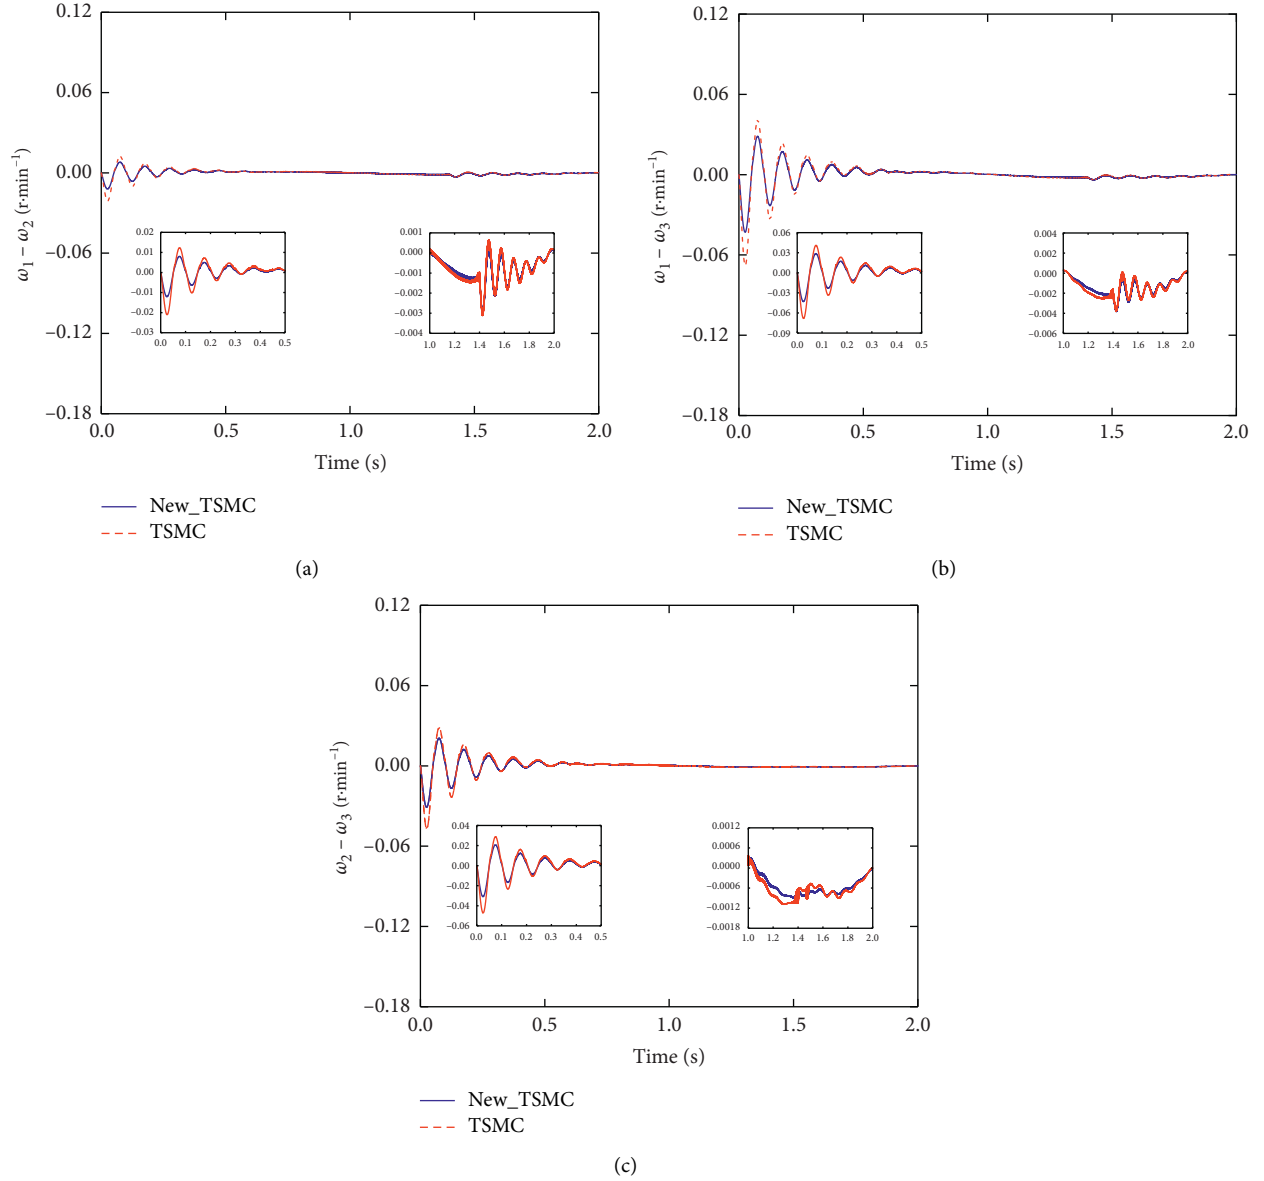 0.12
0.06
0.00
−0.06
−0.12
−0.18
ω1 – ω2 (r·min−1)
0.0 0.5 1.0 1.5 2.0
Time (s)
0.02
0.01
0.00
−0.01
−0.02
−0.03
0.0 0.1 0.2 0.3 0.4 0.5
0.001
0.000
−0.001
−0.002
−0.003
−0.004
1.0 1.2 1.4 1.6 1.8 2.0
New_TSMC
TSMC
(a)
0.12
0.06
0.00
−0.06
−0.12
−0.18
ω1 – ω3 (r·min−1)
0.0 0.5 1.0 1.5 2.0
Time (s)
0.06
0.03
0.00
−0.03
−0.06
−0.09
0.0 0.1 0.2 0.3 0.4 0.5
0.004
0.002
0.000
−0.002
−0.004
−0.006
1.0 1.2 1.4 1.6 1.8 2.0
New_TSMC
TSMC
(b)
0.12
0.06
0.00
−0.06
−0.12
−0.18
ω2 – ω3 (r·min−1)
0.0 0.5 1.0 1.5 2.0
Time (s)
0.04
0.02
0.00
−0.02
−0.04
−0.06
0.0 0.1 0.2 0.3 0.4 0.5
0.0012
0.0006
0.0000
−0.0006
−0.0012
−0.0018
1.0 1.2 1.4 1.6 1.8 2.0
New_TSMC
TSMC
(c)